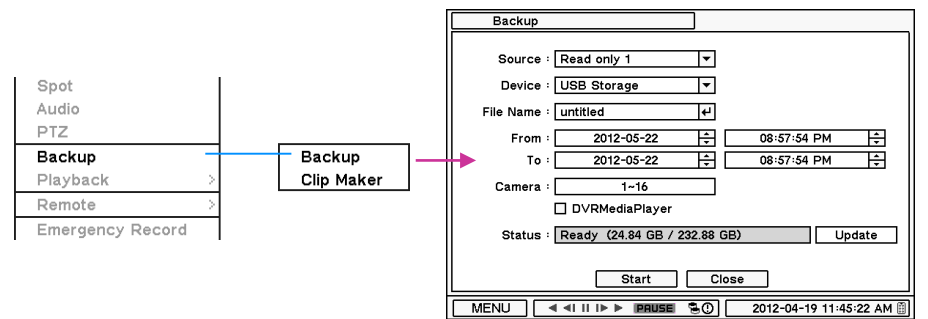 Spot
Audio
PTZ
Backup
Playback >
Remote >
Emergency Record
Backup
Clip Maker
Backup
Source : Read only 1
Device : USB Storage
File Name : untitled
From : 2012-05-22 08:57:54 PM
To : 2012-05-22 08:57:54 PM
Camera : 1~16
DVRMediaPlayer
Status : Ready (24.84 GB / 232.88 GB) Update
Start Close
MENU PAUSE 2012-04-19 11:45:22 AM